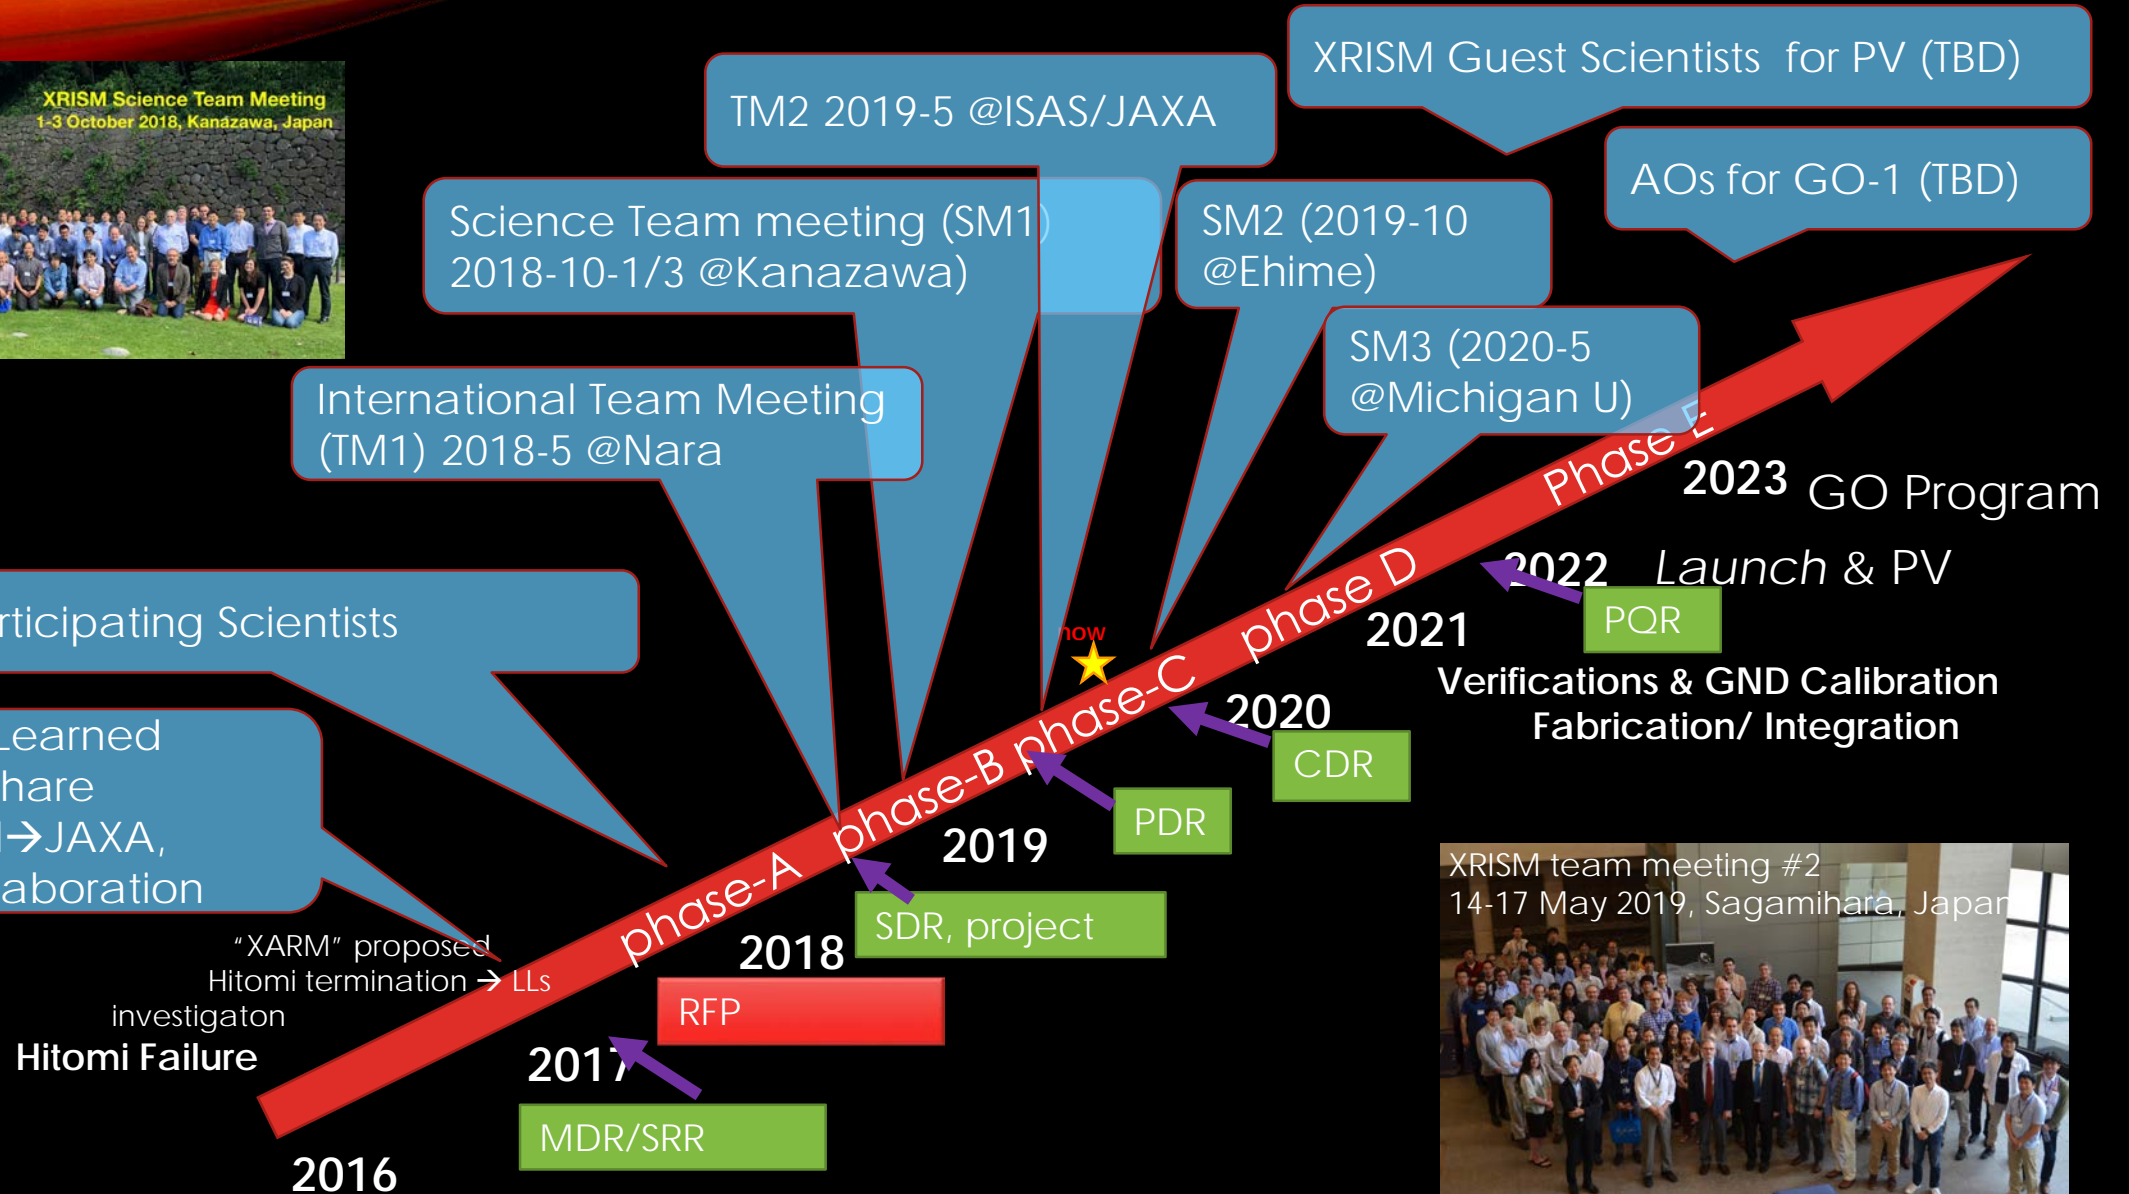 XRISM Guest Scientists for PV (TBD)
XRISM Science Team Meeting
1-3 October 2018, Kanazawa, Japan
TM2 2019-5 @ISAS/JAXA
AOs for GO-1 (TBD)
Science Team meeting (SM1)
2018-10-1/3 @Kanazawa)
SM2 (2019-10
@Ehime)
SM3 (2020-5
@Michigan U)
International Team Meeting
(TM1) 2018-5 @Nara
Phase E
2023 GO Program
2022 Launch & PV
PQR
phase D
2021
rticipating Scientists
now
Verifications & GND Calibration
Fabrication/ Integration
phase-C
2020
CDR
Learned
hare
→JAXA,
aboration
phase-B
PDR
2019
phase-A
SDR, project
2018
"XARM" proposed
Hitomi termination → LLs
investigaton
Hitomi Failure
RFP
2017
MDR/SRR
2016
XRISM team meeting #2
14-17 May 2019, Sagamihara, Japan